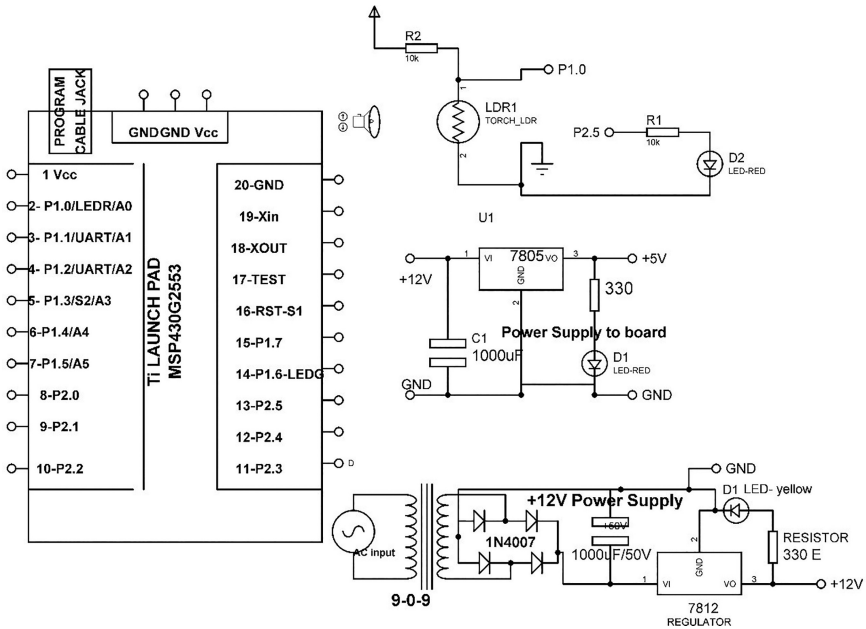 PROGRAM
CABLE JACK
GND GND Vcc
1 Vcc
2- P1.0/LEDR/A0
3- P1.1/UART/A1
4- P1.2/UART/A2
5- P1.3/S2/A3
6-P1.4/A4
7-P1.5/A5
8-P2.0
9-P2.1
10-P2.2
Ti LAUNCH PAD
MSP430G2553
20-GND
19-Xin
18-XOUT
17-TEST
16-RST-S1
15-P1.7
14-P1.6-LEDG
13-P2.5
12-P2.4
11-P2.3
D
R2
10k
P1.0
1
LDR1
TORCH_LDR
2
P2.5
R1
10k
D2
LED-RED
U1
+12V
1
VI
7805
VO
3
GND
2
+5V
330
Power Supply to board
C1
1000uF
D1
LED-RED
GND
GND
AC input
9-0-9
1N4007
+12V Power Supply
+50V
1000uF/50V
GND
D1 LED- yellow
RESISTOR
330 E
2
GND
1
VI
VO
3
+12V
7812
REGULATOR